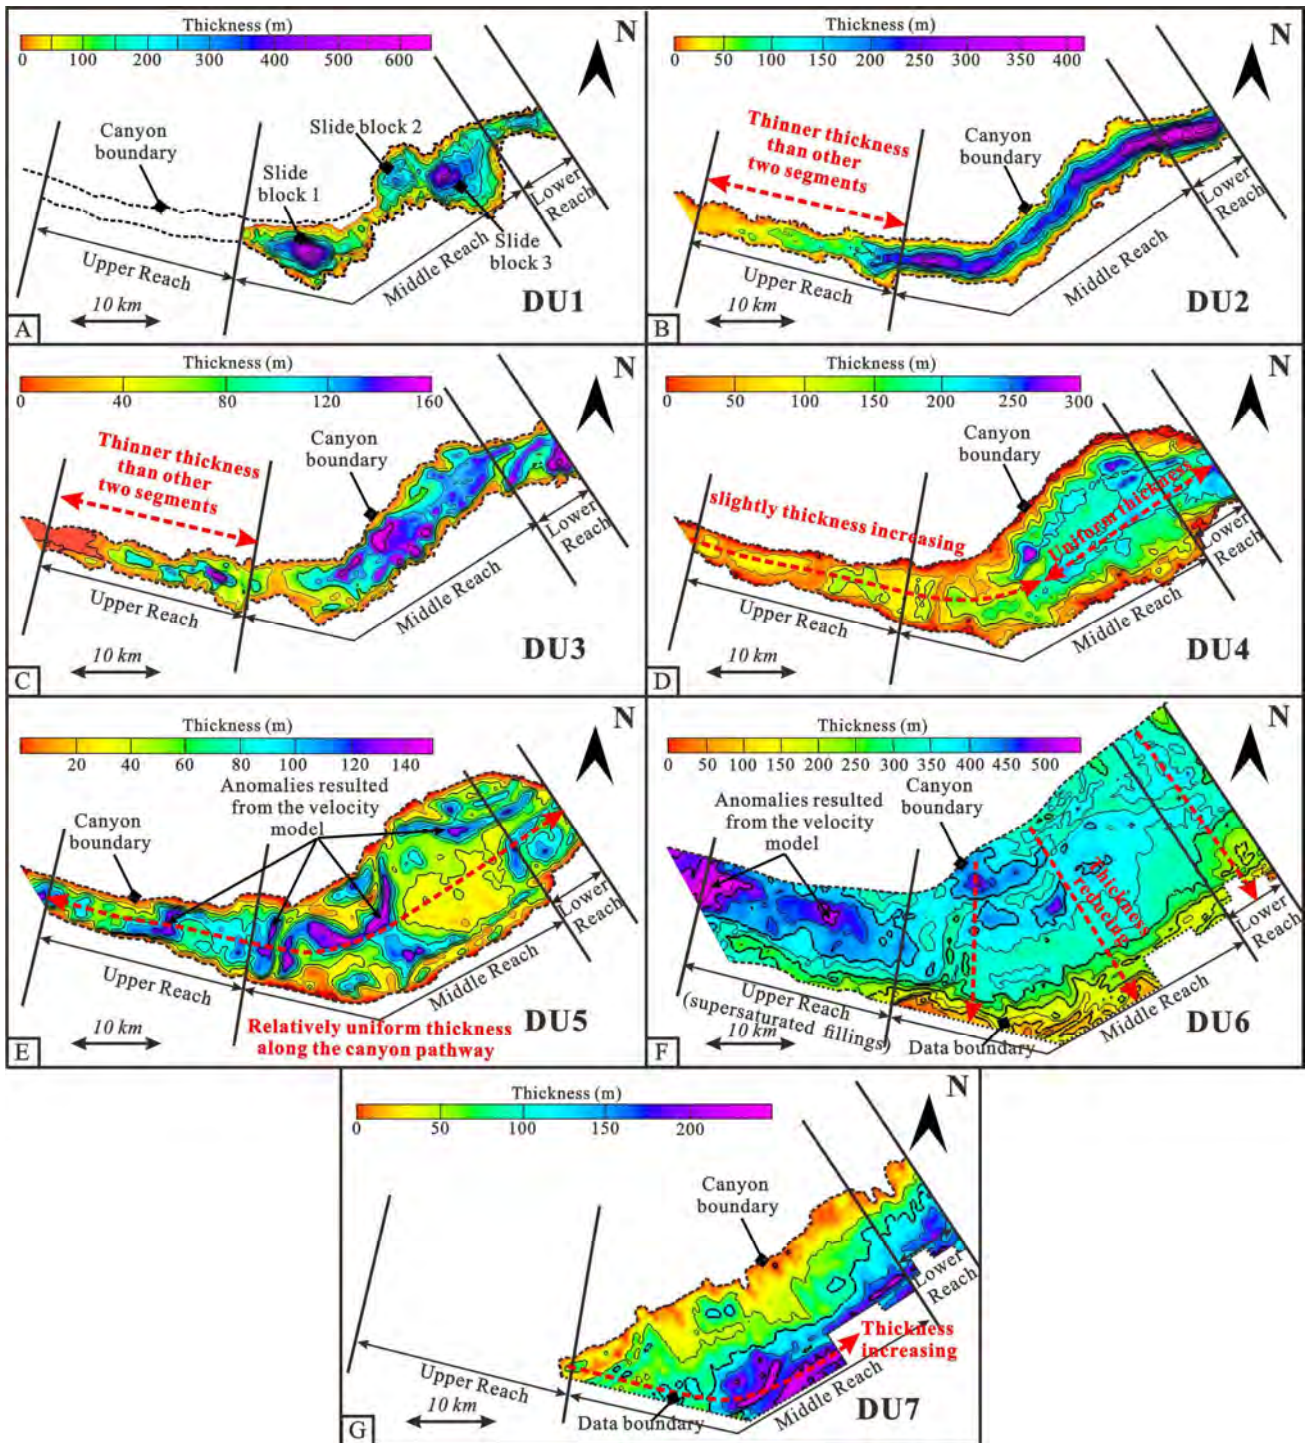 Thickness (m)
0 100 200 300 400 500 600
N
Canyon
boundary
Slide block 2
Slide
block 1
Slide
block 3
Upper Reach
Middle Reach
Lower
Reach
10 km
DU1
A
Thickness (m)
0 50 100 150 200 250 300 350 400
N
Thinner thickness
than other
two segments
Canyon
boundary
Upper Reach
Middle Reach
Lower
Reach
10 km
DU2
B
Thickness (m)
0 40 80 120 160
N
Thinner thickness
than other
two segments
Canyon
boundary
Upper Reach
Middle Reach
Lower
Reach
10 km
DU3
C
Thickness (m)
0 50 100 150 200 250 300
N
Canyon
boundary
slightly thickness increasing
Uniform thickness
Upper Reach
Middle Reach
Lower
Reach
10 km
DU4
D
Thickness (m)
20 40 60 80 100 120 140
N
Anomalies resulted
from the velocity
model
Canyon
boundary
Upper Reach
Middle Reach
Lower
Reach
10 km
Relatively uniform thickness
along the canyon pathway
DU5
E
Thickness (m)
0 50 100 150 200 250 300 350 400 450 500
N
Anomalies resulted
from the velocity
model
Canyon
boundary
Thickness
reduction
Upper Reach
(supersaturated fillings)
Middle Reach
Lower
Reach
10 km
Data boundary
DU6
F
Thickness (m)
0 50 100 150 200
N
Canyon
boundary
Thickness
increasing
Upper Reach
Middle Reach
Lower
Reach
10 km
Data boundary
DU7
G